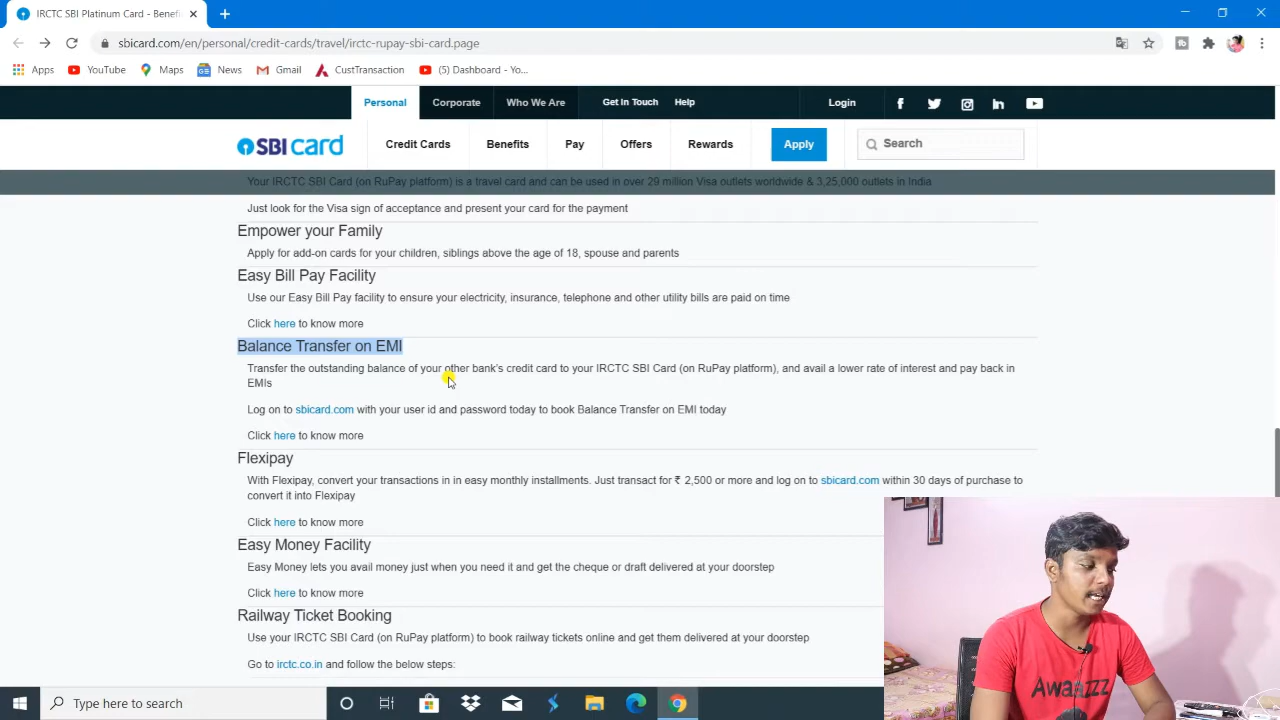 IRCTC SBI Platinum Card - Benefi
sbicard.com/en/personal/credit-cards/travel/irctc-rupay-sbi-card.page
Apps YouTube Maps News Gmail CustTransaction (5) Dashboard - Yo...
Personal Corporate Who We Are Get In Touch Help Login
SBI card Credit Cards Benefits Pay Offers Rewards Apply Search
Your IRCTC SBI Card (on RuPay platform) is a travel card and can be used in over 29 million Visa outlets worldwide & 3,25,000 outlets in India
Just look for the Visa sign of acceptance and present your card for the payment
Empower your Family
Apply for add-on cards for your children, siblings above the age of 18, spouse and parents
Easy Bill Pay Facility
Use our Easy Bill Pay facility to ensure your electricity, insurance, telephone and other utility bills are paid on time
Click here to know more
Balance Transfer on EMI
Transfer the outstanding balance of your other bank's credit card to your IRCTC SBI Card (on RuPay platform), and avail a lower rate of interest and pay back in
EMIs
Log on to sbicard.com with your user id and password today to book Balance Transfer on EMI today
Click here to know more
Flexipay
With Flexipay, convert your transactions in in easy monthly installments. Just transact for ₹ 2,500 or more and log on to sbicard.com within 30 days of purchase to
convert it into Flexipay
Click here to know more
Easy Money Facility
Easy Money lets you avail money just when you need it and get the cheque or draft delivered at your doorstep
Click here to know more
Railway Ticket Booking
Use your IRCTC SBI Card (on RuPay platform) to book railway tickets online and get them delivered at your doorstep
Go to irctc.co.in and follow the below steps:
Awaazzz
Type here to search